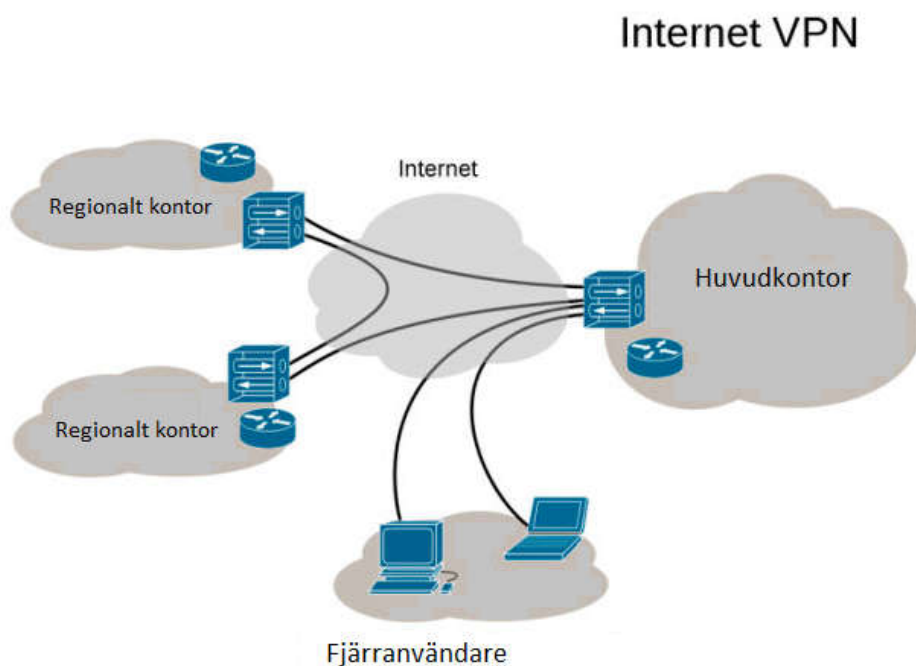 Internet VPN
Internet
Regionalt kontor
Huvudkontor
Regionalt kontor
Fjärranvändare